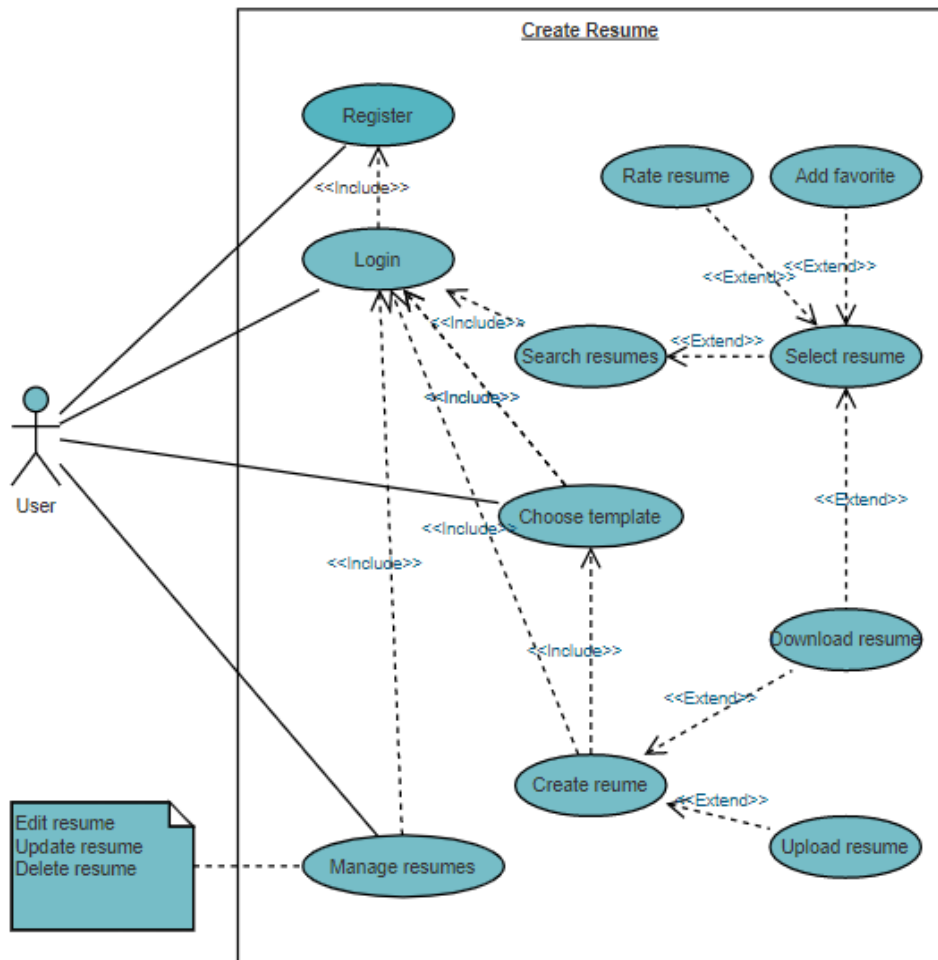 Create Resume
Register
Rate resume
Add favorite
<<Include>>
Login
<<Extend>>
<<Extend>>
<<Include>>
Search resumes
<<Extend>>
Select resume
<<Include>>
User
Choose template
<<Extend>>
<<Include>>
<<Include>>
Download resume
<<Include>>
<<Extend>>
Create reume
<<Extend>>
Edit resume
Update resume
Delete resume
Upload resume
Manage resumes